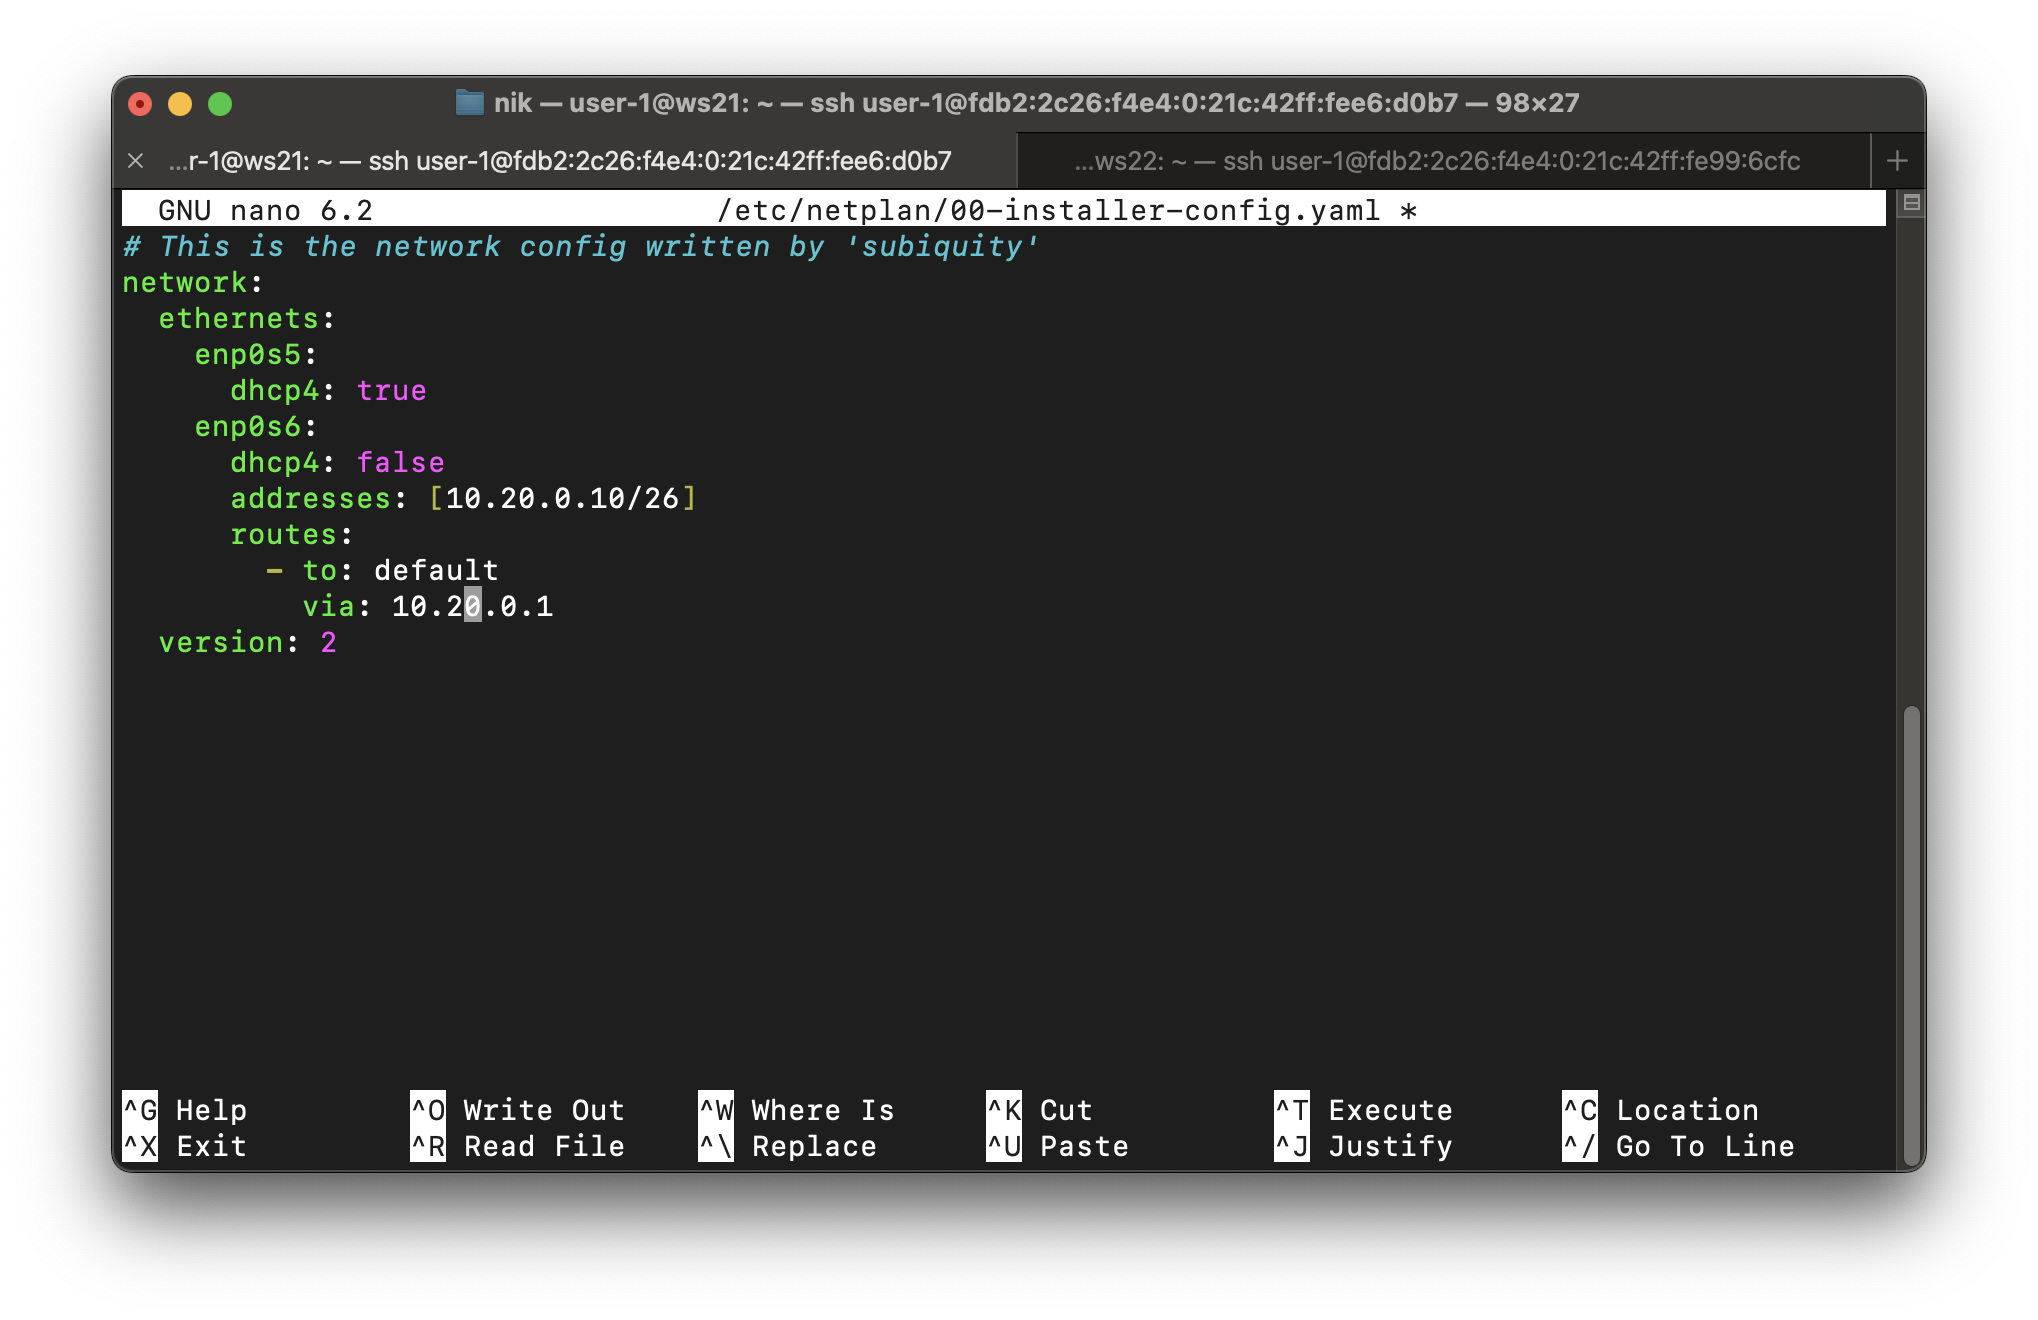 nik — user-1@ws21: ~ — ssh user-1@fdb2:2c26:f4e4:0:21c:42ff:fee6:d0b7 — 98×27
...r-1@ws21: ~ — ssh user-1@fdb2:2c26:f4e4:0:21c:42ff:fee6:d0b7
...ws22: ~ — ssh user-1@fdb2:2c26:f4e4:0:21c:42ff:fe99:6cfc
GNU nano 6.2 /etc/netplan/00-installer-config.yaml *
# This is the network config written by 'subiquity'
network:
  ethernets:
    enp0s5:
      dhcp4: true
    enp0s6:
      dhcp4: false
      addresses: [10.20.0.10/26]
      routes:
        - to: default
          via: 10.20.0.1
  version: 2
^G Help ^O Write Out ^W Where Is ^K Cut ^T Execute ^C Location
^X Exit ^R Read File ^\ Replace ^U Paste ^J Justify ^/ Go To Line